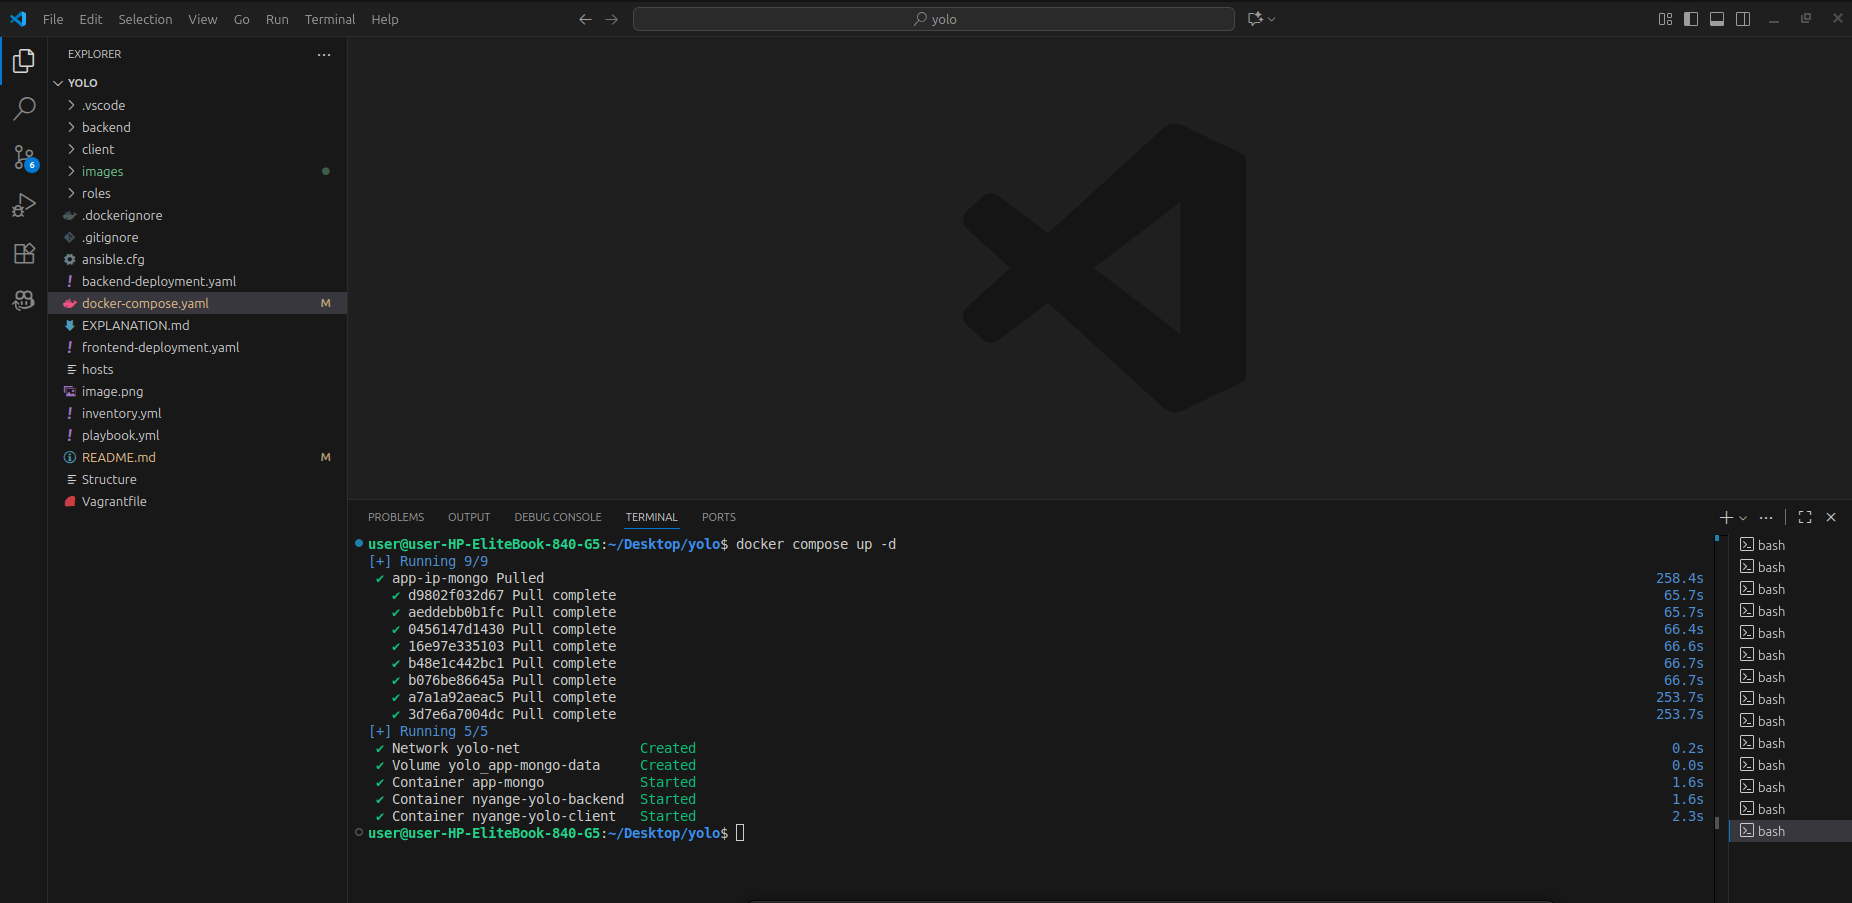 File Edit Selection View Go Run Terminal Help
yolo
EXPLORER
YOLO
.vscode
backend
client
images
roles
.dockerignore
.gitignore
ansible.cfg
backend-deployment.yaml
docker-compose.yaml M
EXPLANATION.md
frontend-deployment.yaml
hosts
image.png
inventory.yml
playbook.yml
README.md M
Structure
Vagrantfile
6
PROBLEMS OUTPUT DEBUG CONSOLE TERMINAL PORTS
user@user-HP-EliteBook-840-G5:~/Desktop/yolo$ docker compose up -d
[+] Running 9/9
✔ app-ip-mongo Pulled 258.4s
✔ d9802f032d67 Pull complete 65.7s
✔ aeddebb0b1fc Pull complete 65.7s
✔ 0456147d1430 Pull complete 66.4s
✔ 16e97e335103 Pull complete 66.6s
✔ b48e1c442bc1 Pull complete 66.7s
✔ b076be86645a Pull complete 66.7s
✔ a7a1a92aeac5 Pull complete 253.7s
✔ 3d7e6a7004dc Pull complete 253.7s
[+] Running 5/5
✔ Network yolo-net Created 0.2s
✔ Volume yolo_app-mongo-data Created 0.0s
✔ Container app-mongo Started 1.6s
✔ Container nyange-yolo-backend Started 1.6s
✔ Container nyange-yolo-client Started 2.3s
user@user-HP-EliteBook-840-G5:~/Desktop/yolo$
bash
bash
bash
bash
bash
bash
bash
bash
bash
bash
bash
bash
bash
bash